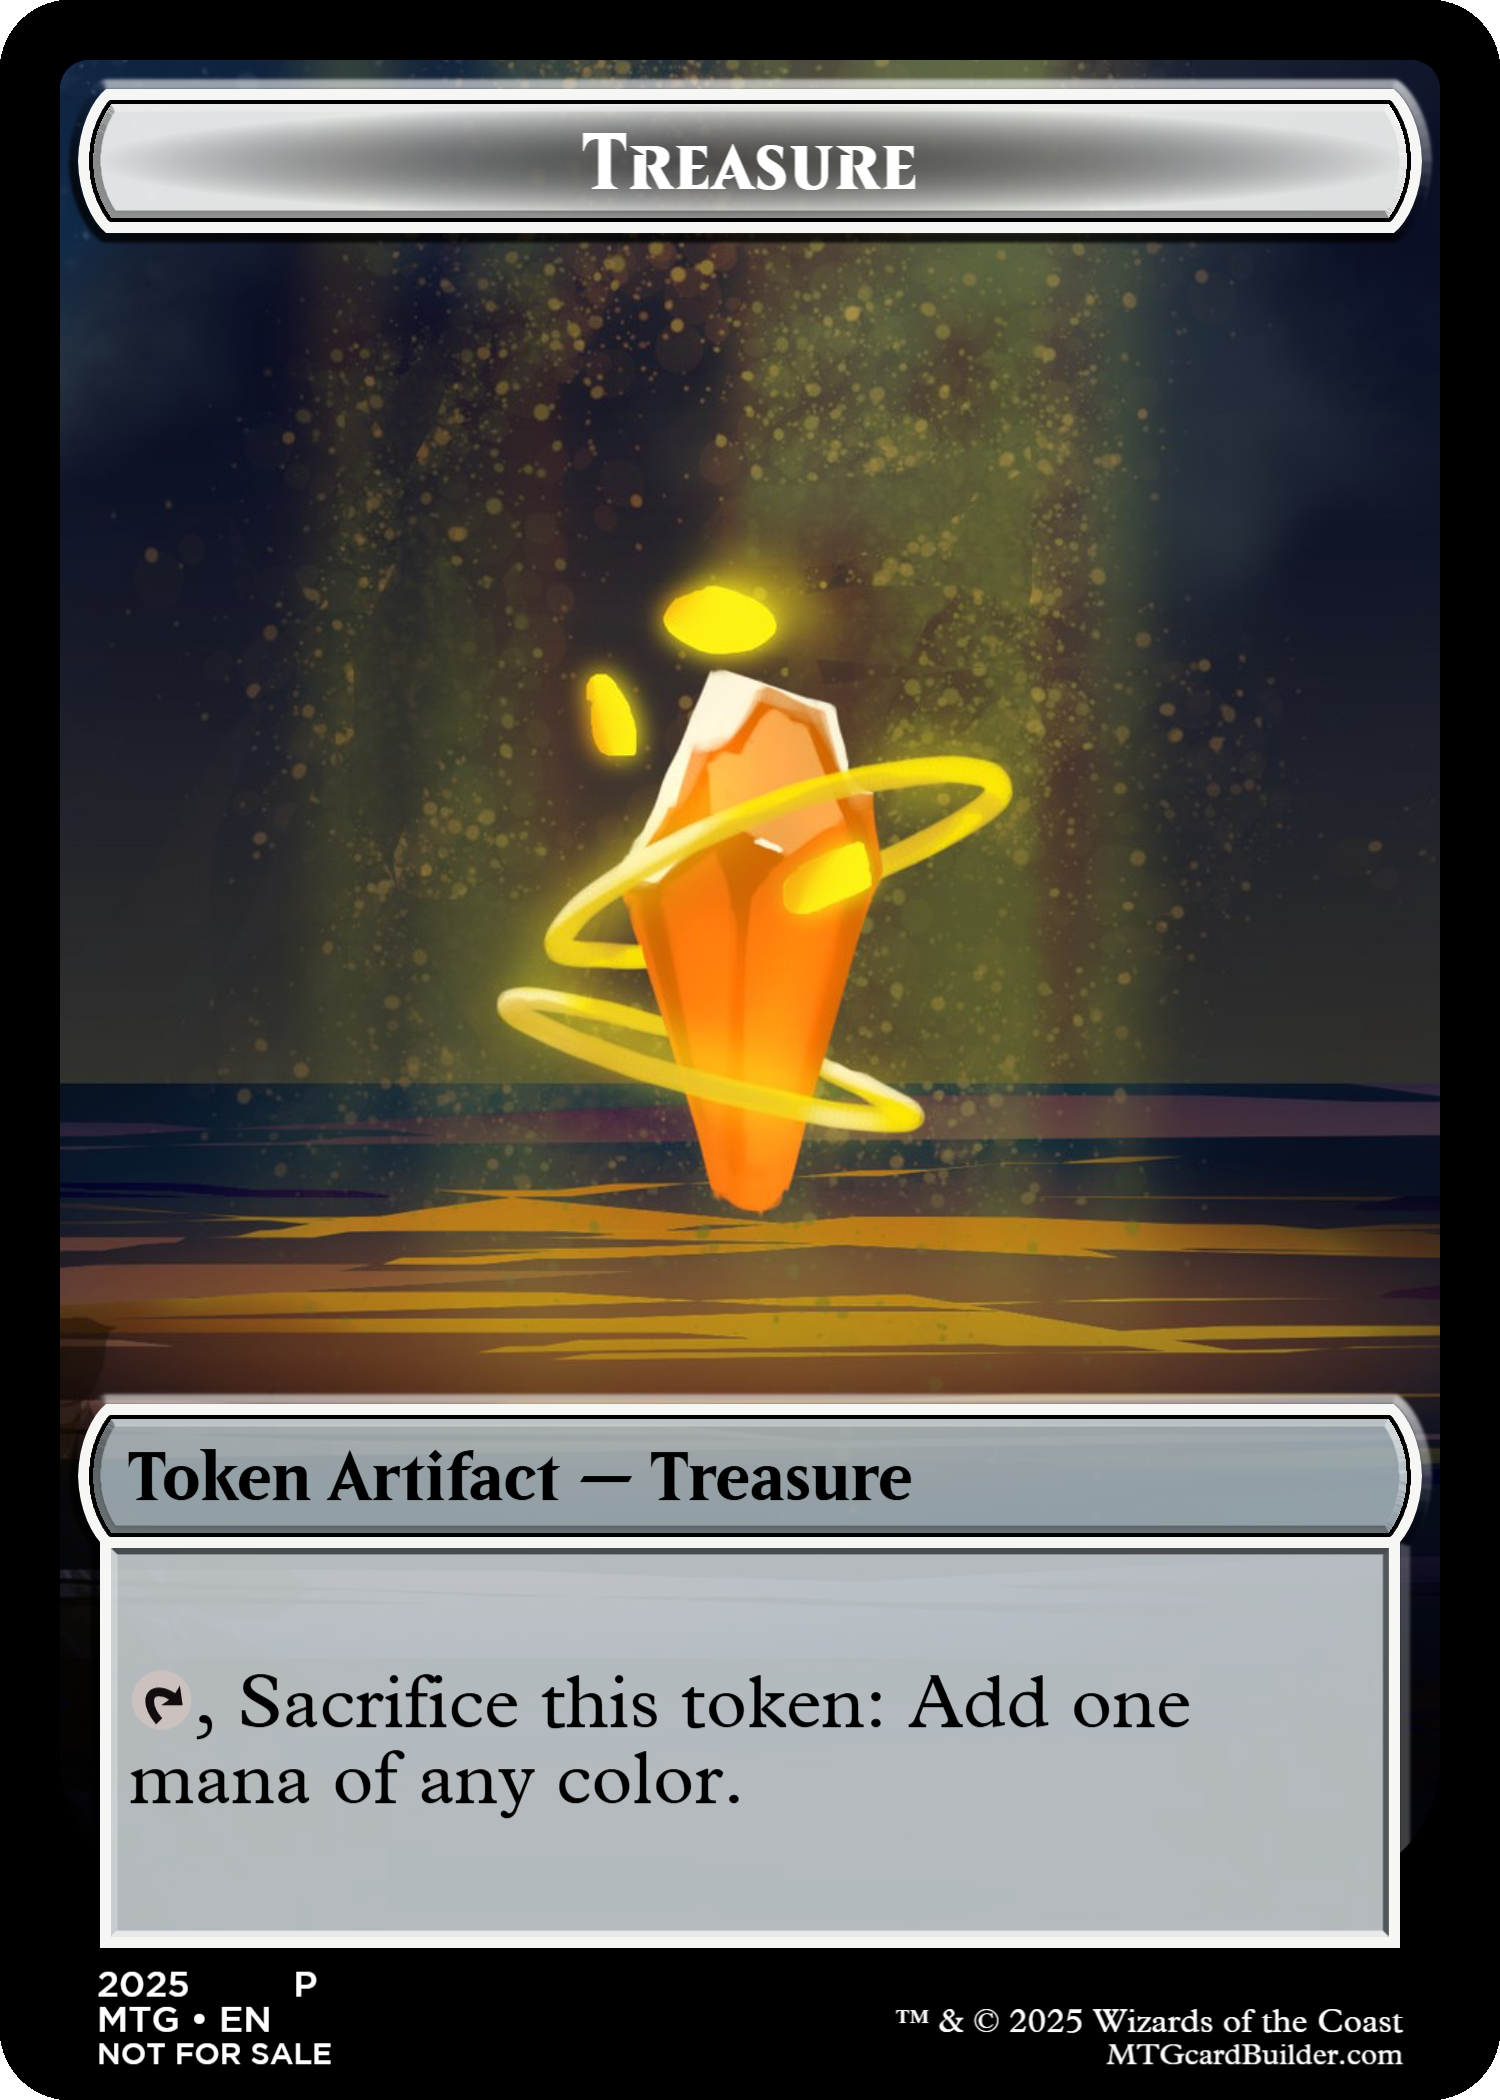 Treasure
Token Artifact — Treasure
, Sacrifice this token: Add one
mana of any color.
2025 P
MTG • EN
NOT FOR SALE
™ & © 2025 Wizards of the Coast
MTGcardBuilder.com